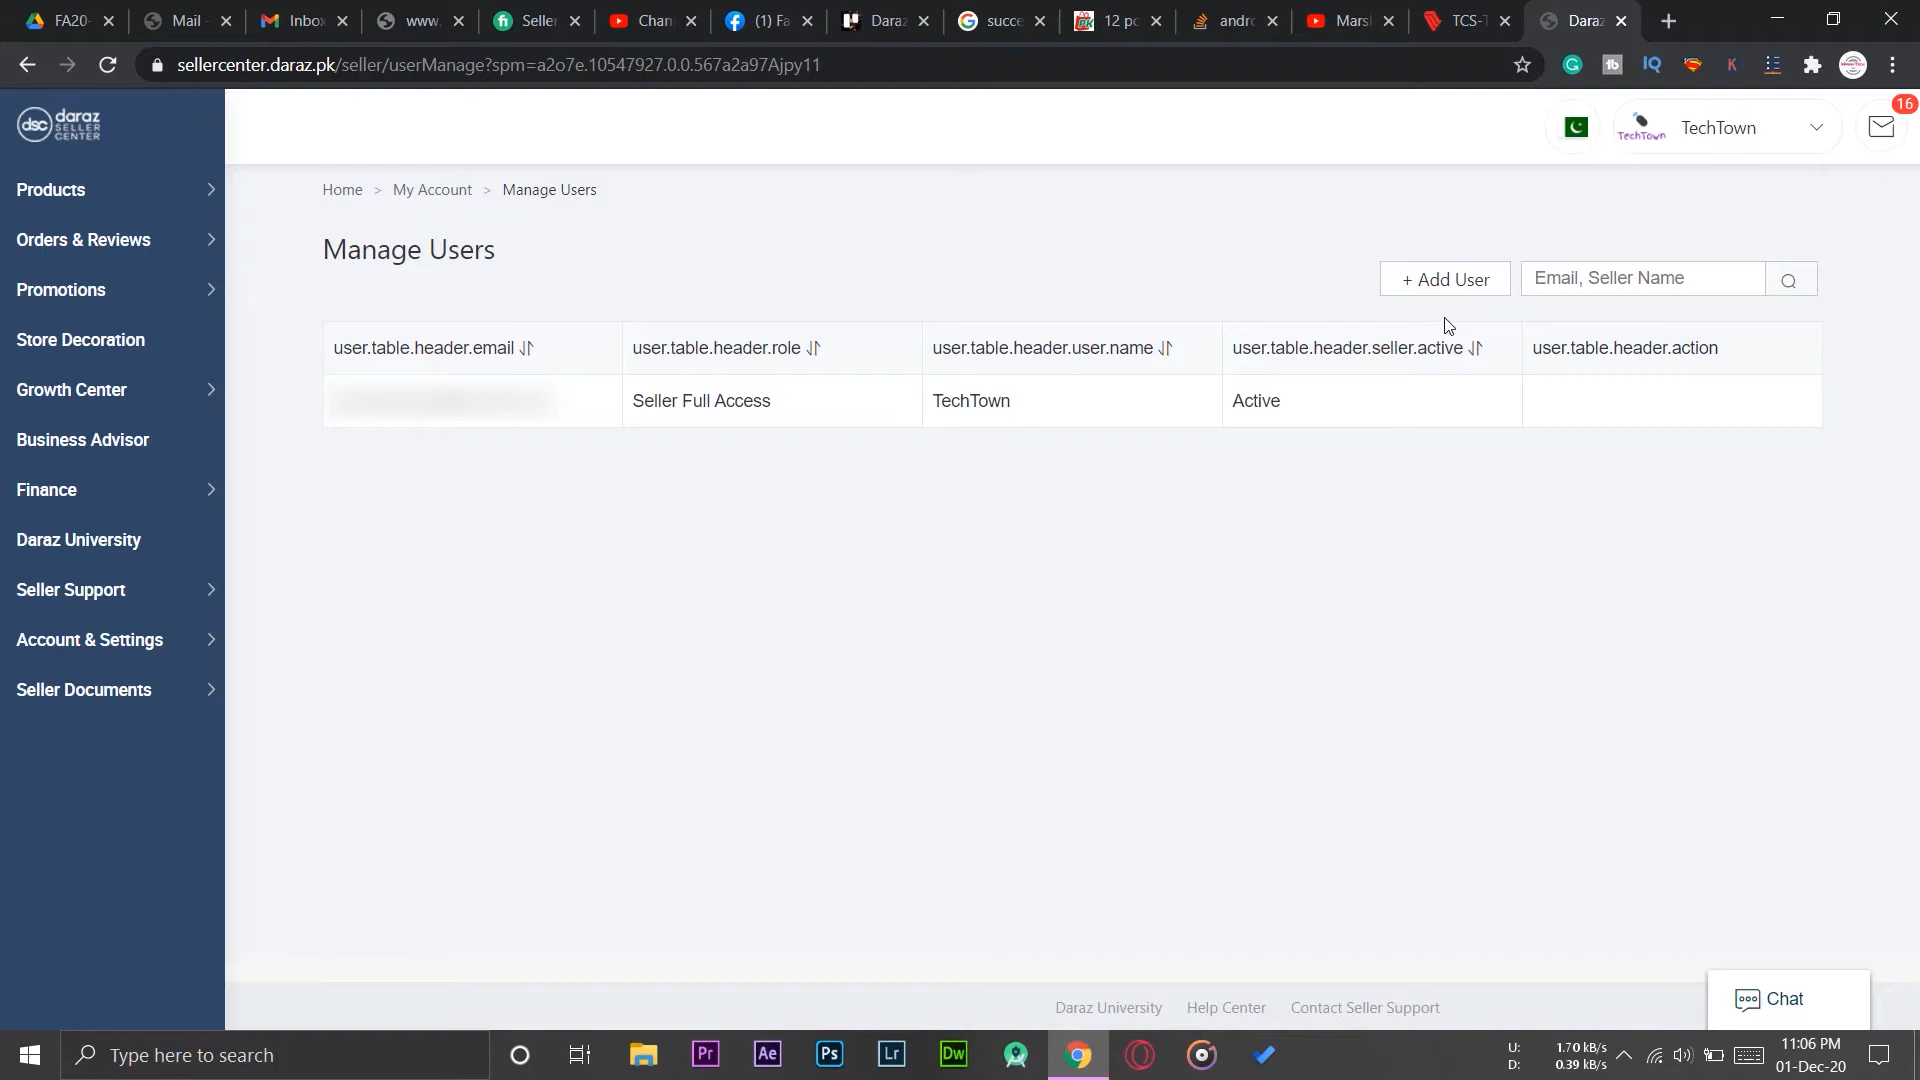 FA20-
Mail -
Inbox
www.
Seller
Chan
(1) Fa
Daraz
succe
12 pc
andro
Marsh
TCS-T
Daraz
sellercenter.daraz.pk/seller/userManage?spm=a2o7e.10547927.0.0.567a2a97Ajpy11
dsc daraz
SELLER
CENTER
TechTown
TechTown
16
Products
Orders & Reviews
Promotions
Store Decoration
Growth Center
Business Advisor
Finance
Daraz University
Seller Support
Account & Settings
Seller Documents
Home > My Account > Manage Users
Manage Users
+ Add User
Email, Seller Name
user.table.header.email
user.table.header.role
user.table.header.user.name
user.table.header.seller.active
user.table.header.action
Seller Full Access
TechTown
Active
Daraz University
Help Center
Contact Seller Support
Chat
Type here to search
Pr
Ae
Ps
Lr
Dw
U: 1.70 kB/s
D: 0.39 kB/s
11:06 PM
01-Dec-20